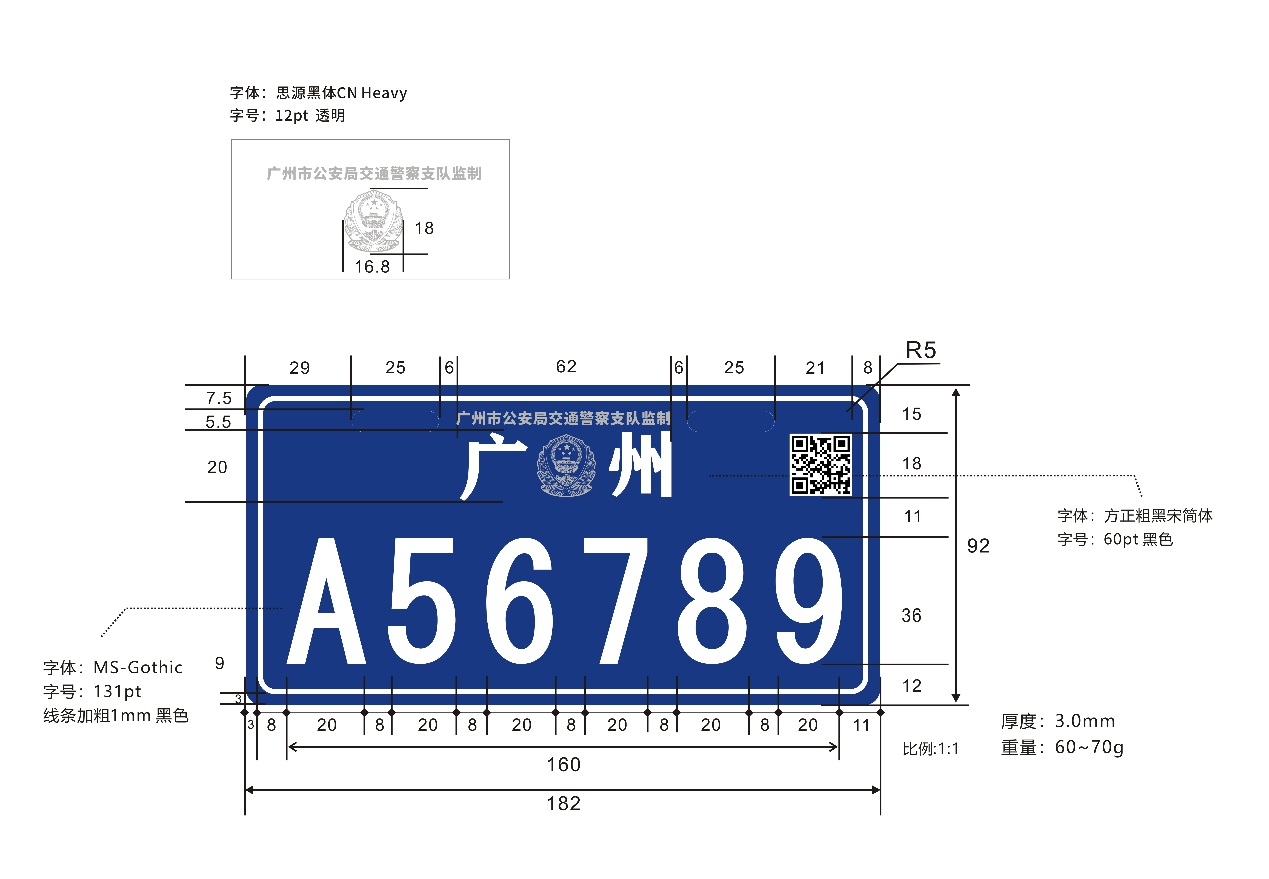 字体：思源黑体CN Heavy
字号：12pt 透明
广州市公安局交通警察支队监制
18
16.8
R5
29 25 6 62 6 25 21 8
7.5
5.5
20
9
3
广州市公安局交通警察支队监制
广 州
A56789
15
18
11
36
12
92
字体：方正粗黑宋简体
字号：60pt 黑色
字体：MS-Gothic
字号：131pt
线条加粗1mm 黑色
3 8 20 8 20 8 20 8 20 8 20 8 20 11
160
182
比例:1:1
厚度：3.0mm
重量：60~70g